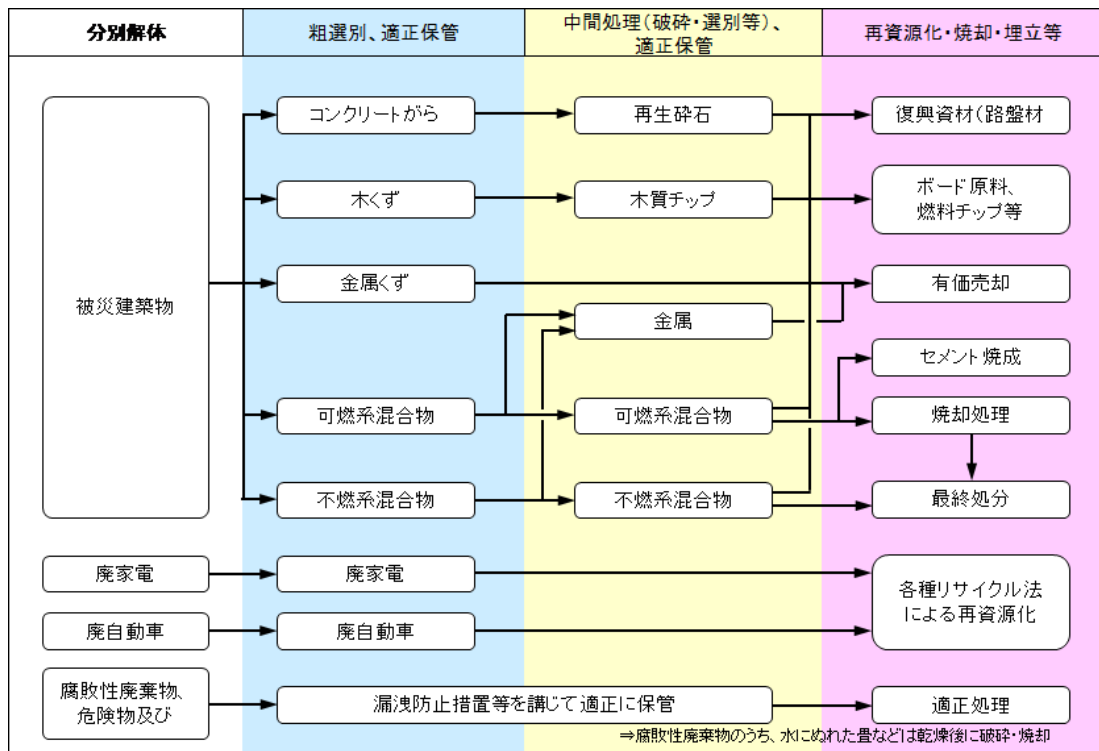 分別解体
粗選別、適正保管
中間処理(破砕・選別等)、
適正保管
再資源化・焼却・埋立等
被災建築物
コンクリートがら
再生砕石
復興資材(路盤材
木くず
木質チップ
ボード原料、
燃料チップ等
金属くず
有価売却
金属
セメント焼成
可燃系混合物
可燃系混合物
焼却処理
不燃系混合物
不燃系混合物
最終処分
廃家電
廃家電
各種リサイクル法
による再資源化
廃自動車
廃自動車
腐敗性廃棄物、
危険物及び
漏洩防止措置等を講じて適正に保管
適正処理
⇒腐敗性廃棄物のうち、水にぬれた畳などは乾燥後に破砕・焼却